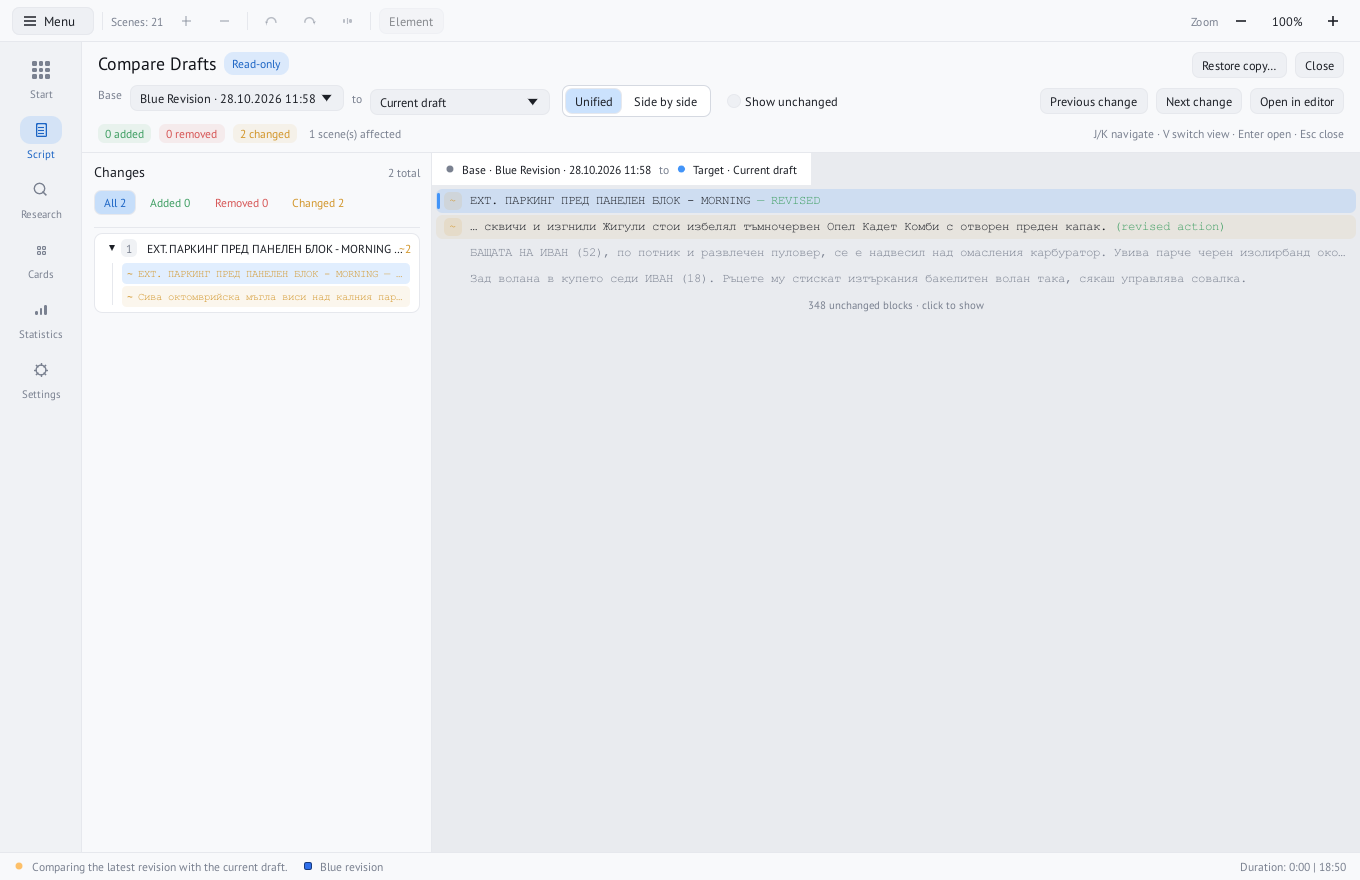 Menu
Scenes: 21
Element
Zoom
100%
Start
Script
Research
Cards
Statistics
Settings
Compare Drafts
Read-only
Restore copy…
Close
Base
Blue Revision · 28.10.2026 11:58
to
Current draft
Unified
Side by side
Show unchanged
Previous change
Next change
Open in editor
0 added
0 removed
2 changed
1 scene(s) affected
J/K navigate · V switch view · Enter open · Esc close
Changes
2 total
All 2
Added 0
Removed 0
Changed 2
1
ЕХТ. ПАРКИНГ ПРЕД ПАНЕЛЕН БЛОК - MORNING …
~2
~ EXT. ПАРКИНГ ПРЕД ПАНЕЛЕН БЛОК - MORNING — …
~ Сива октомврийска мъгла виси над калния пар…
Base · Blue Revision · 28.10.2026 11:58 to Target · Current draft
~ EXT. ПАРКИНГ ПРЕД ПАНЕЛЕН БЛОК - MORNING — REVISED
~ … сквичи и изгнили Жигули стои избелял тъмночервен Опел Кадет Комби с отворен преден капак. (revised action)
БАЩАТА НА ИВАН (52), по потник и развлечен пуловер, се е надвесил над омасления карбуратор. Увива парче черен изолирбанд око…
Зад волана в купето седи ИВАН (18). Ръцете му стискат изтъркания бакелитен волан така, сякаш управлява совалка.
348 unchanged blocks · click to show
Comparing the latest revision with the current draft.
Blue revision
Duration: 0:00 | 18:50